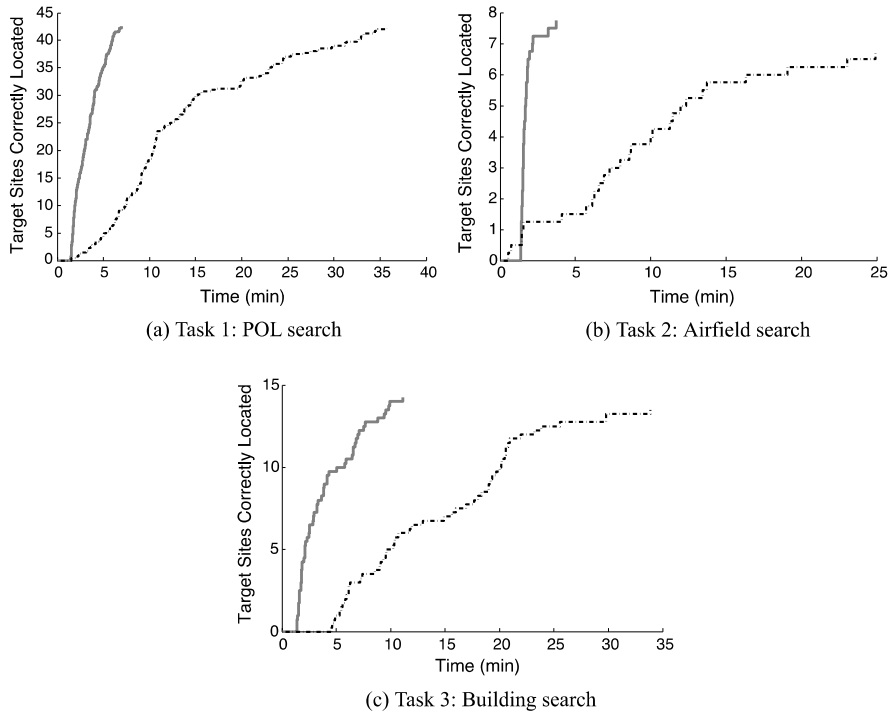 45
40
35
30
25
20
15
10
5
0
Target Sites Correctly Located
0 5 10 15 20 25 30 35 40
Time (min)
(a) Task 1: POL search
8
7
6
5
4
3
2
1
0
Target Sites Correctly Located
0 5 10 15 20 25
Time (min)
(b) Task 2: Airfield search
15
10
5
0
Target Sites Correctly Located
0 5 10 15 20 25 30 35
Time (min)
(c) Task 3: Building search